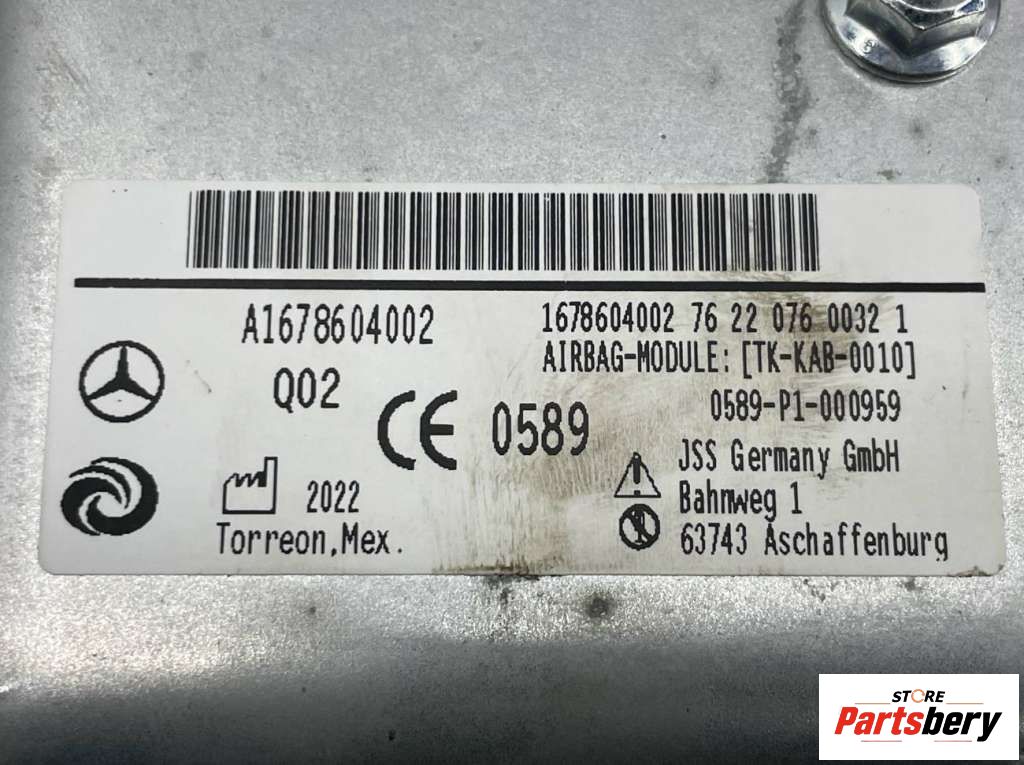 A1678604002
1678604002 76 22 076 0032 1
AIRBAG-MODULE: [TK-KAB-0010]
Q02
CE 0589
0589-P1-000959
JSS Germany GmbH
Bahnweg 1
63743 Aschaffenburg
2022
Torreon,Mex.
STORE
Partsbery